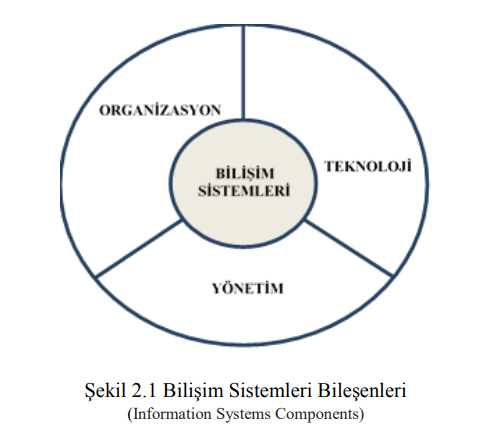 ORGANİZASYON
BİLİŞİM
SİSTEMLERİ
TEKNOLOJİ
YÖNETİM
Şekil 2.1 Bilişim Sistemleri Bileşenleri
(Information Systems Components)